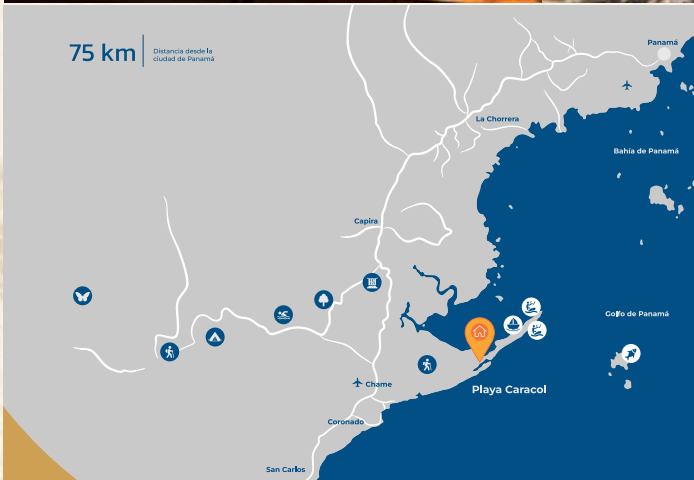 75 km
Distancia desde la
ciudad de Panamá
Panamá
La Chorrera
Bahía de Panamá
Capira
Golfo de Panamá
Chame
Playa Caracol
Coronado
San Carlos